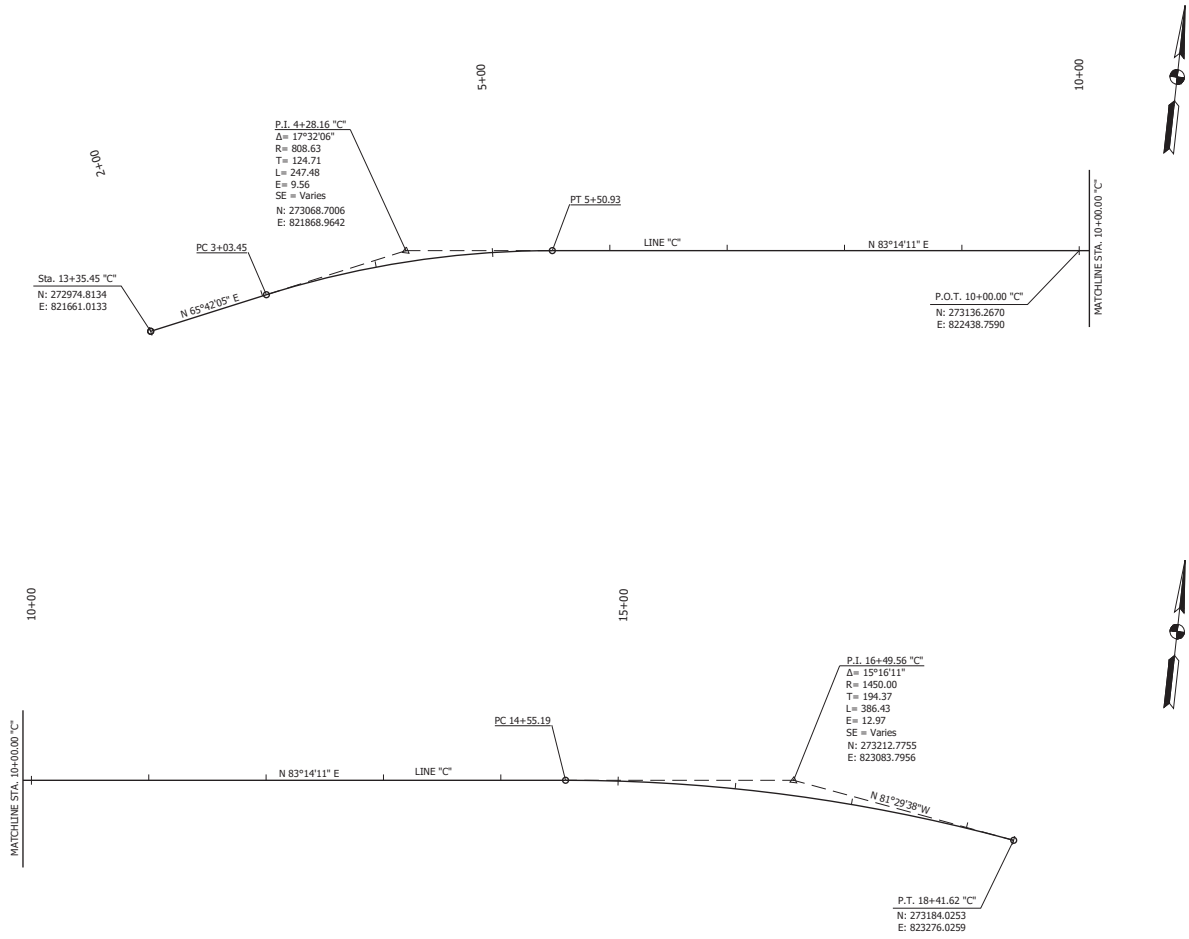 5+00
10+00
2+00
P.I. 4+28.16 "C"
Δ= 17°32'06"
R= 808.63
T= 124.71
L= 247.48
E= 9.56
SE = Varies
N: 273068.7006
E: 821868.9642
PT 5+50.93
PC 3+03.45
LINE "C"
N 83°14'11" E
MATCHLINE STA. 10+00.00 "C"
Sta. 13+35.45 "C"
N: 272974.8134
E: 821661.0133
N 65°42'05" E
P.O.T. 10+00.00 "C"
N: 273136.2670
E: 822438.7590
10+00
15+00
P.I. 16+49.56 "C"
Δ= 15°16'11"
R= 1450.00
T= 194.37
L= 386.43
E= 12.97
SE = Varies
N: 273212.7755
E: 823083.7956
PC 14+55.19
MATCHLINE STA. 10+00.00 "C"
N 83°14'11" E
LINE "C"
N 81°29'38"W
P.T. 18+41.62 "C"
N: 273184.0253
E: 823276.0259